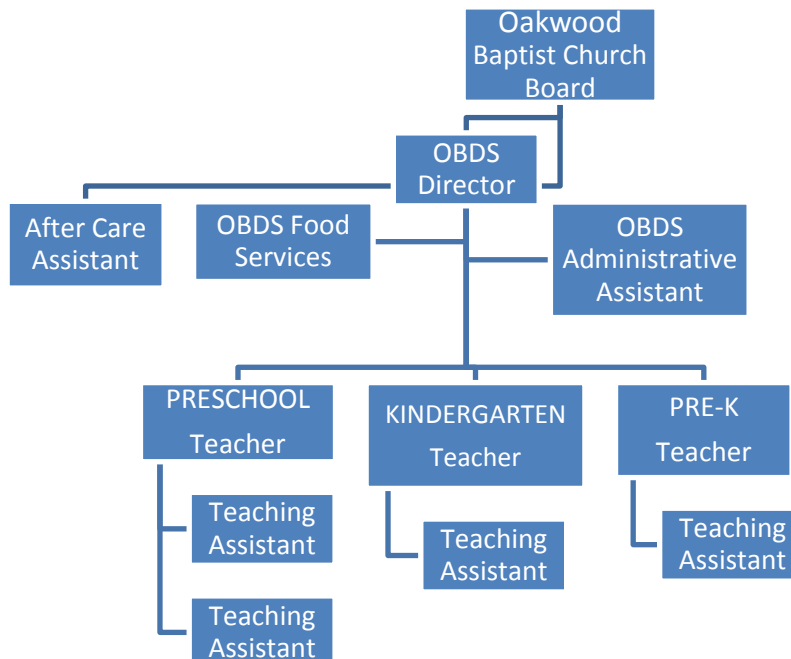 Oakwood
Baptist Church
Board
OBDS
Director
After Care
Assistant
OBDS Food
Services
OBDS
Administrative
Assistant
PRESCHOOL
Teacher
KINDERGARTEN
Teacher
PRE-K
Teacher
Teaching
Assistant
Teaching
Assistant
Teaching
Assistant
Teaching
Assistant